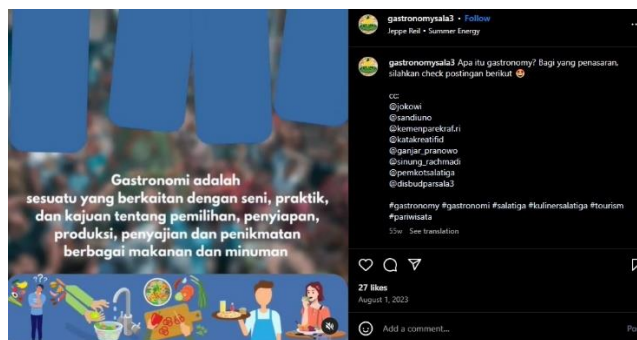 Gastronomi adalah
sesuatu yang berkaitan dengan seni, praktik,
dan kajuan tentang pemilihan, penyiapan,
produksi, penyajian dan penikmatan
berbagai makanan dan minuman
gastronomysala3 • Follow
Jeppe Reil • Summer Energy
gastronomysala3 Apa itu gastronomy? Bagi yang penasaran,
silahkan check postingan berikut 🤩
cc:
@jokowi
@sandiuno
@kemenparekraf.ri
@katakreatifid
@ganjar_pranowo
@sinung_rachmadi
@pemkotsalatiga
@disbudparsala3
#gastronomy #gastronomi #salatiga #kulinersalatiga #tourism
#pariwisata
55w See translation
27 likes
August 1, 2023
Add a comment...